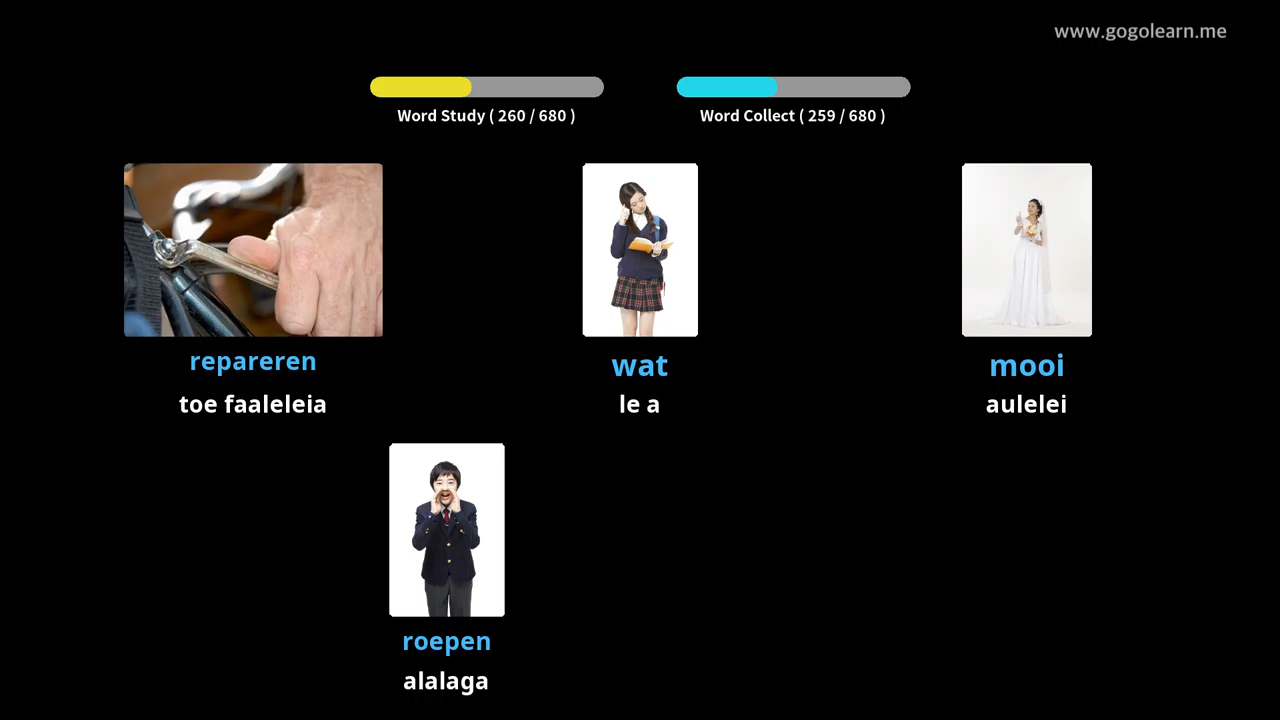 www.gogolearn.me
Word Study ( 260 / 680 )
Word Collect ( 259 / 680 )
repareren
toe faaleleia
wat
le a
mooi
aulelei
roepen
alalaga